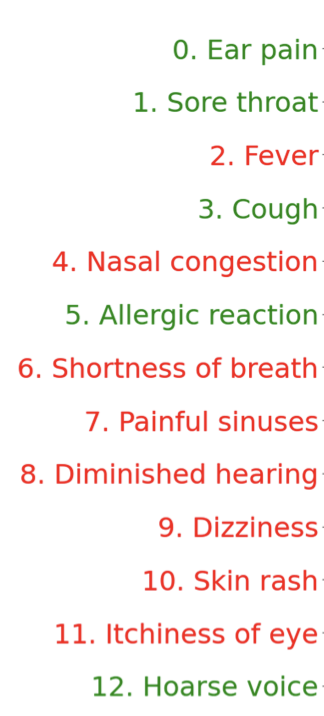 0. Ear pain
1. Sore throat
2. Fever
3. Cough
4. Nasal congestion
5. Allergic reaction
6. Shortness of breath
7. Painful sinuses
8. Diminished hearing
9. Dizziness
10. Skin rash
11. Itchiness of eye
12. Hoarse voice